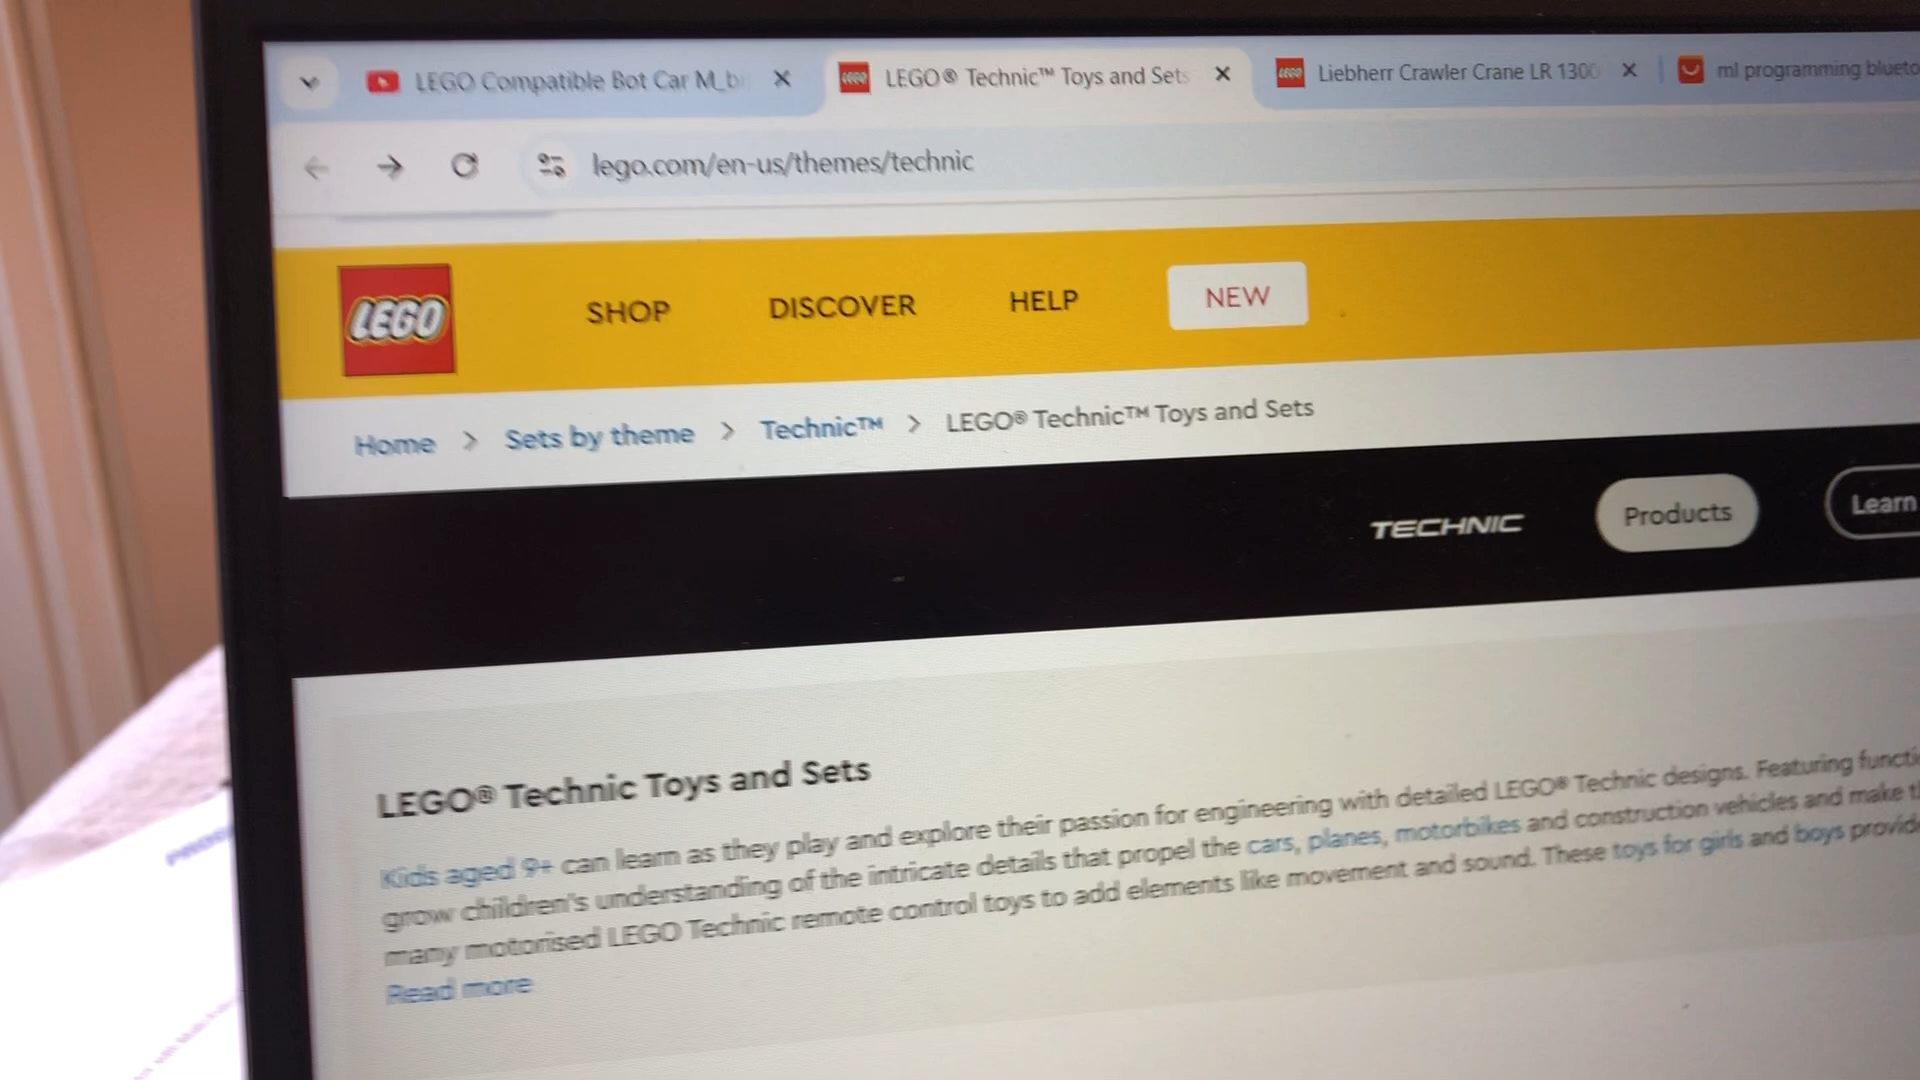 LEGO Compatible Bot Car M_b
LEGO® Technic™ Toys and Sets
Liebherr Crawler Crane LR 1300
ml programming blueto
lego.com/en-us/themes/technic
LEGO
SHOP
DISCOVER
HELP
NEW
Home > Sets by theme > Technic™ > LEGO® Technic™ Toys and Sets
TECHNIC
Products
Learn
LEGO® Technic Toys and Sets
Kids aged 9+ can learn as they play and explore their passion for engineering with detailed LEGO® Technic designs. Featuring functi
grow children's understanding of the intricate details that propel the cars, planes, motorbikes and construction vehicles and make t
many motorised LEGO Technic remote control toys to add elements like movement and sound. These toys for girls and boys provid
Read more